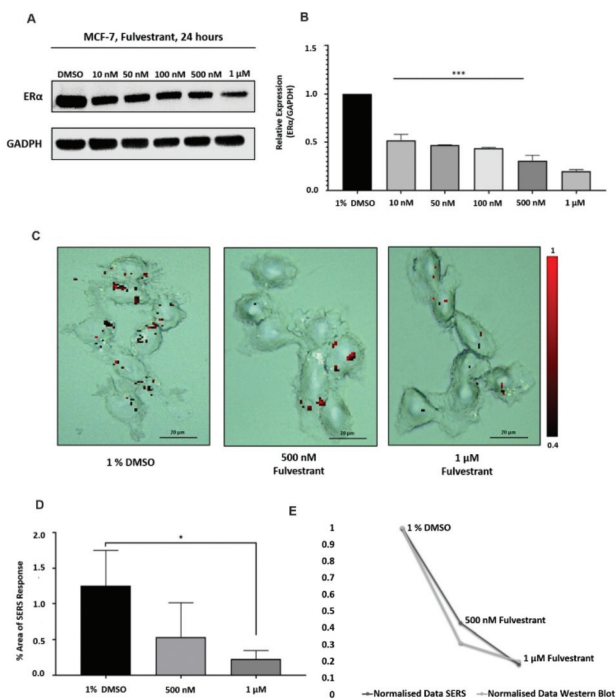 A
MCF-7, Fulvestrant, 24 hours
DMSO 10 nM 50 nM 100 nM 500 nM 1 µM
ERα
GADPH
B
Relative Expression
(ERα/GAPDH)
1.5
1.0
0.5
0.0
***
1% DMSO 10 nM 50 nM 100 nM 500 nM 1 µM
C
20 µm
20 µm
20 µm
1
0.4
1 % DMSO
500 nM
Fulvestrant
1 µM
Fulvestrant
D
% Area of SERS Response
2.0
1.5
1.0
0.5
0.0
*
1% DMSO 500 nM 1 µM
E
1
0.9
0.8
0.7
0.6
0.5
0.4
0.3
0.2
0.1
0
1 % DMSO
500 nM Fulvestrant
1 µM Fulvestrant
Normalised Data SERS Normalised Data Western Blot